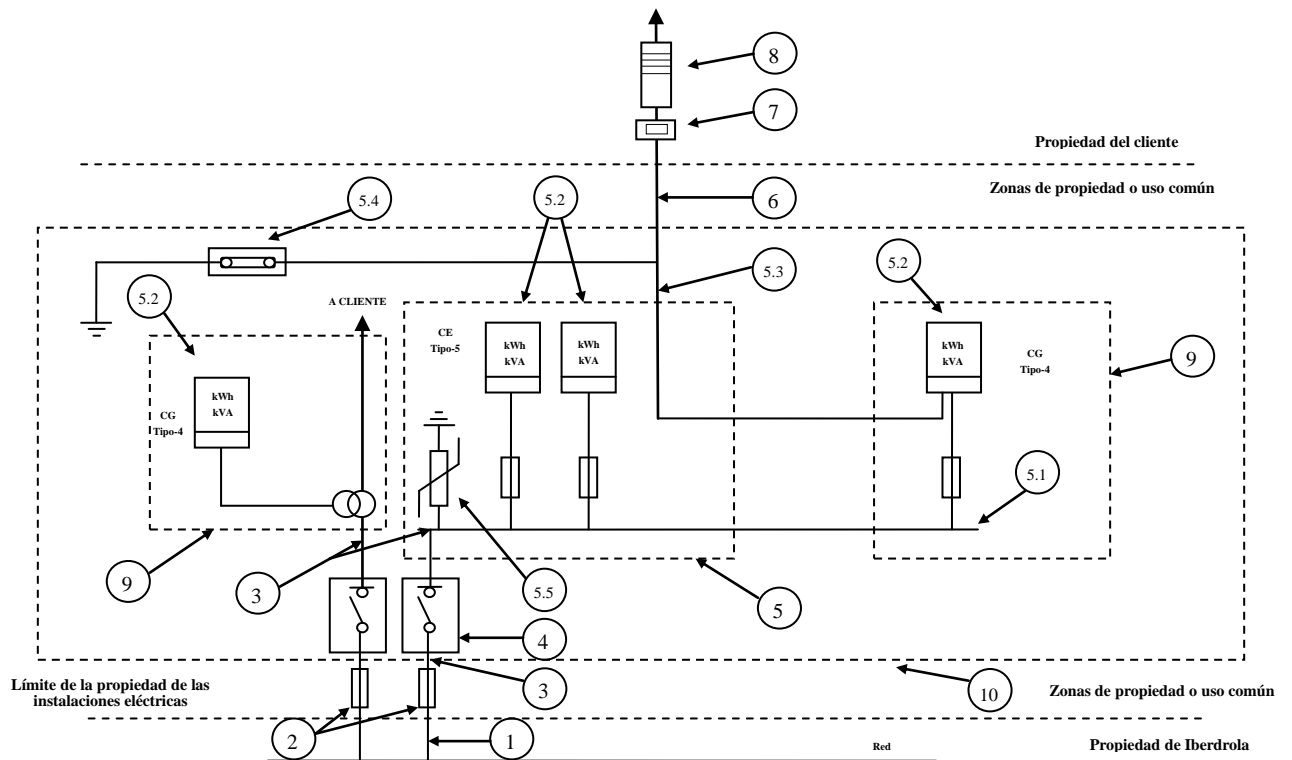 8
7
Propiedad del cliente
Zonas de propiedad o uso común
5.4
5.2
6
5.3
5.2
5.2
A CLIENTE
CE
Tipo-5
kWh
kVA
kWh
kVA
kWh
kVA
CG
Tipo-4
9
kWh
kVA
CG
Tipo-4
5.1
9
3
5.5
5
4
3
10
Límite de la propiedad de las
instalaciones eléctricas
Zonas de propiedad o uso común
2
1
Red
Propiedad de Iberdrola